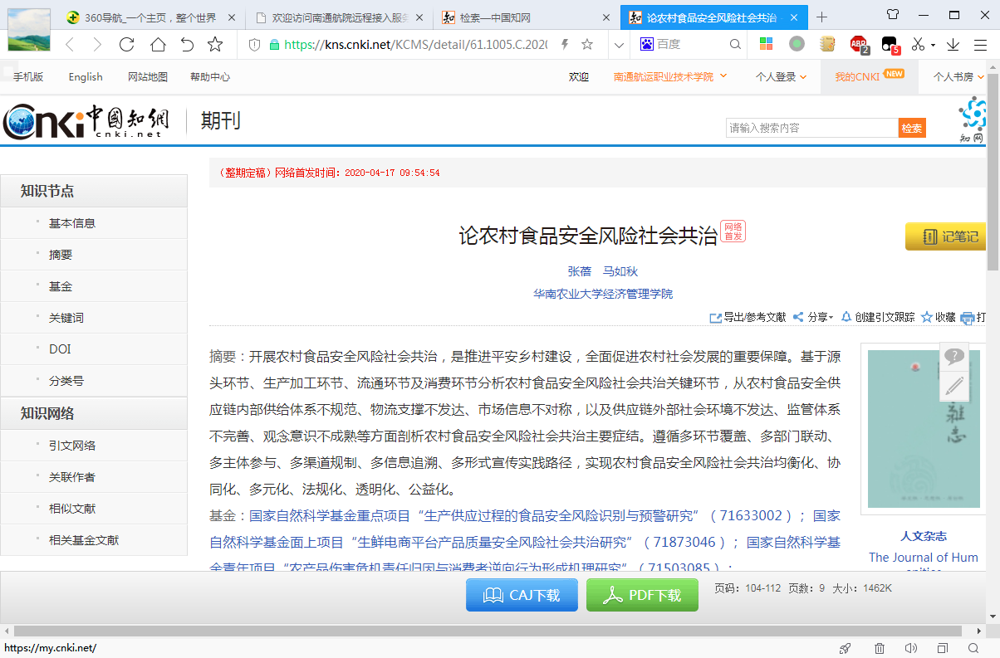 360导航_一个主页，整个世界
欢迎访问南通航院远程接入服务
检索—中国知网
论农村食品安全风险社会共治
https://kns.cnki.net/KCMS/detail/61.1005.C.202
百度
2
5
手机版 English 网站地图 帮助中心 欢迎 南通航运职业技术学院 个人登录 我的CNKI NEW 个人书房
Cnki中國知網 cnki.net 期刊
请输入搜索内容 检索
知网
（整期定稿）网络首发时间：2020-04-17 09:54:54
知识节点
基本信息
摘要
基金
关键词
DOI
分类号
知识网络
引文网络
关联作者
相似文献
相关基金文献
论农村食品安全风险社会共治 网络首发
记笔记
张蓓 马如秋
华南农业大学经济管理学院
导出/参考文献 分享 创建引文跟踪 收藏 打
摘要：开展农村食品安全风险社会共治，是推进平安乡村建设，全面促进农村社会发展的重要保障。基于源
头环节、生产加工环节、流通环节及消费环节分析农村食品安全风险社会共治关键环节，从农村食品安全供
应链内部供给体系不规范、物流支撑不发达、市场信息不对称，以及供应链外部社会环境不发达、监管体系
不完善、观念意识不成熟等方面剖析农村食品安全风险社会共治主要症结。遵循多环节覆盖、多部门联动、
多主体参与、多渠道规制、多信息追溯、多形式宣传实践路径，实现农村食品安全风险社会共治均衡化、协
同化、多元化、法规化、透明化、公益化。
基金：国家自然科学基金重点项目“生产供应过程的食品安全风险识别与预警研究”（71633002）；国家
自然科学基金面上项目“生鲜电商平台产品质量安全风险社会共治研究”（71873046）；国家自然科学基
金青年项目“农产品伤害危机责任归因与消费者逆向行为形成机理研究”（71503085）；
雜志
人文杂志
The Journal of Hum
anities
CAJ下载 PDF下载 页码：104-112 页数：9 大小：1462K
https://my.cnki.net/